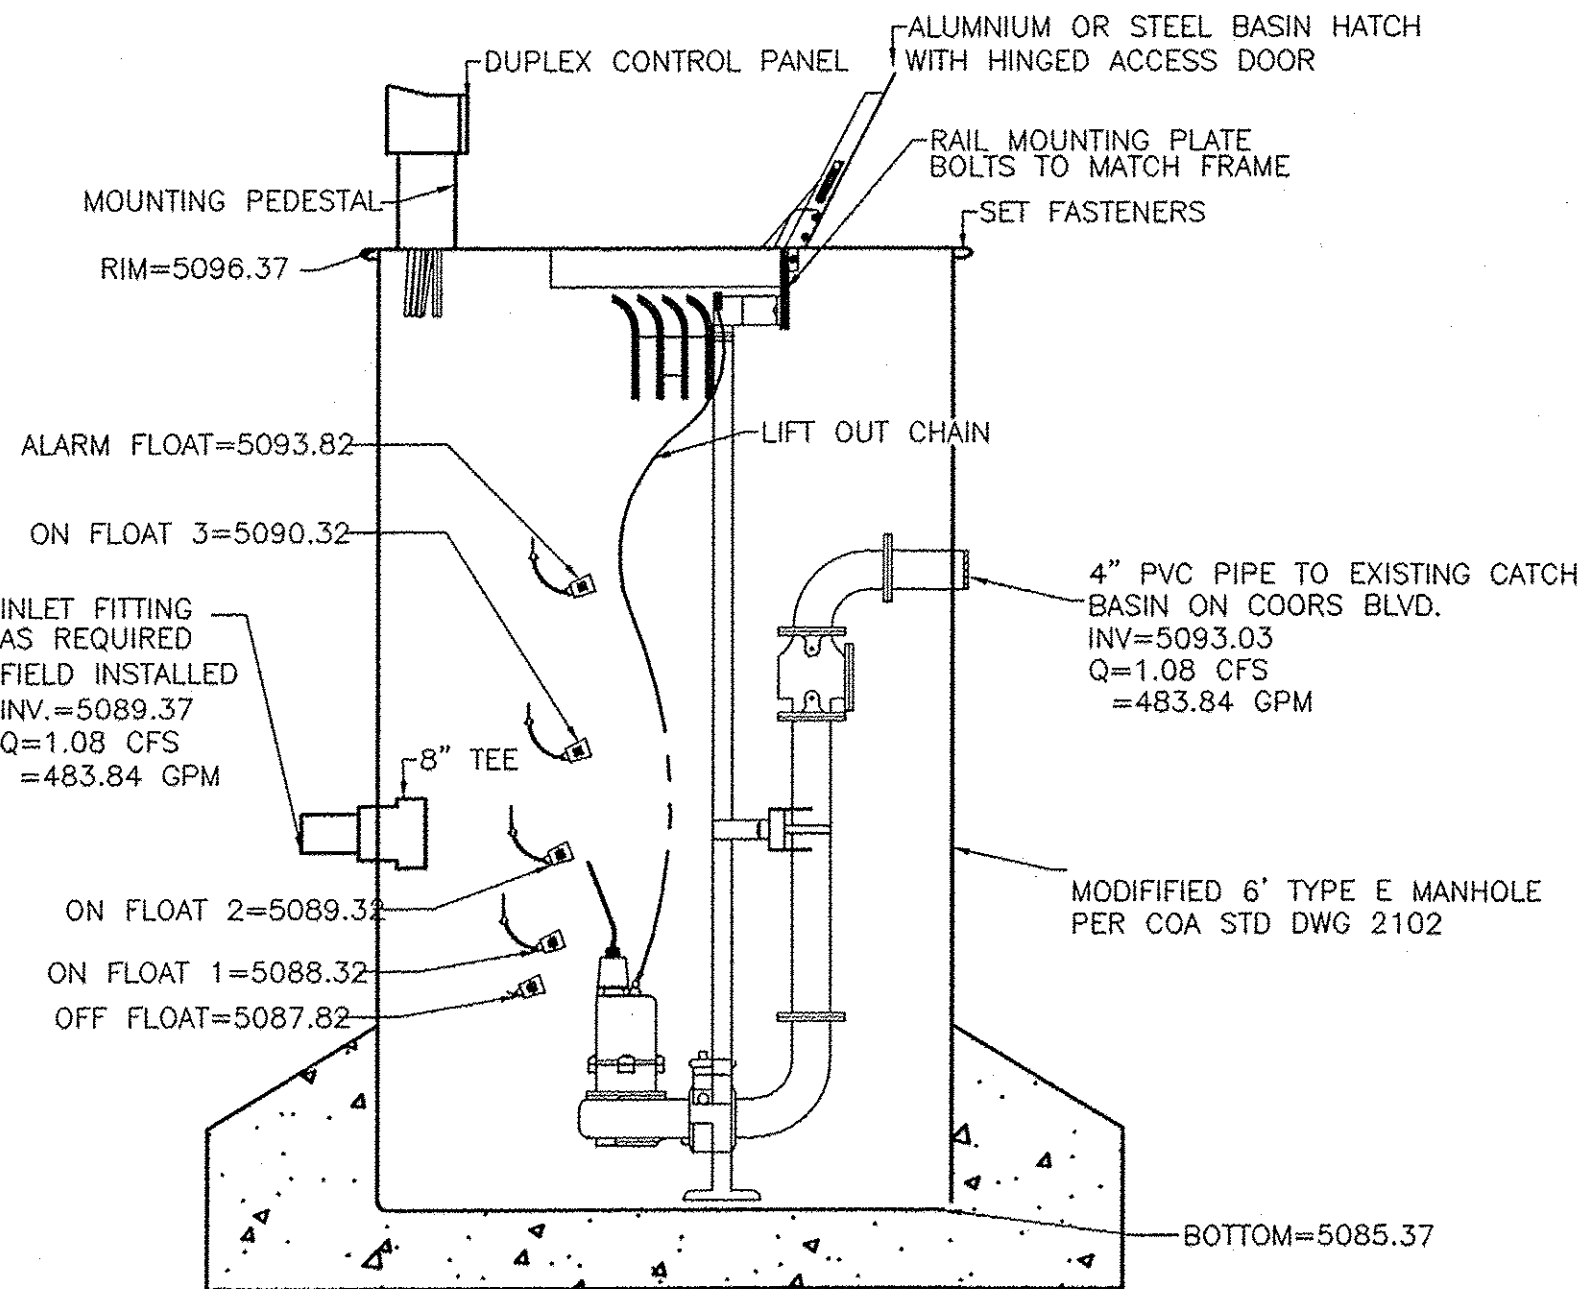 ALUMNIUM OR STEEL BASIN HATCH
WITH HINGED ACCESS DOOR
DUPLEX CONTROL PANEL
RAIL MOUNTING PLATE
BOLTS TO MATCH FRAME
MOUNTING PEDESTAL
SET FASTENERS
RIM=5096.37
ALARM FLOAT=5093.82
LIFT OUT CHAIN
ON FLOAT 3=5090.32
INLET FITTING
AS REQUIRED
FIELD INSTALLED
INV.=5089.37
Q=1.08 CFS
=483.84 GPM
8" TEE
4" PVC PIPE TO EXISTING CATCH
BASIN ON COORS BLVD.
INV=5093.03
Q=1.08 CFS
=483.84 GPM
ON FLOAT 2=5089.32
MODIFIFIED 6' TYPE E MANHOLE
PER COA STD DWG 2102
ON FLOAT 1=5088.32
OFF FLOAT=5087.82
BOTTOM=5085.37